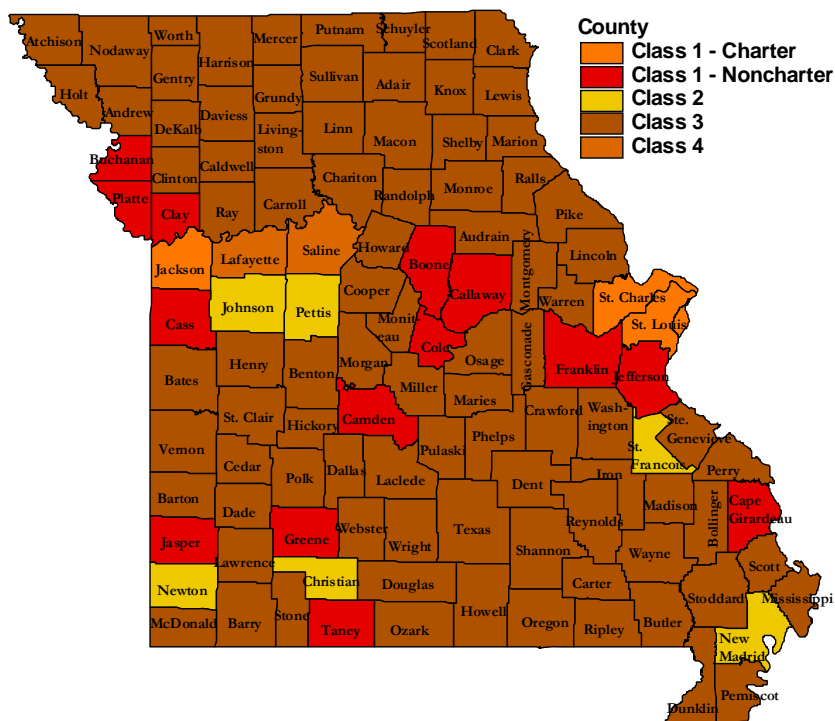 County
Class 1 - Charter
Class 1 - Noncharter
Class 2
Class 3
Class 4
Atchison
Nodaway
Worth
Mercer
Putnam
Schuyler
Scotland
Clark
Harrison
Gentry
Sullivan
Adair
Knox
Lewis
Holt
Andrew
DeKalb
Daviess
Grundy
Living-
ston
Linn
Macon
Shelby
Marion
Buchanan
Clinton
Caldwell
Chariton
Randolph
Monroe
Ralls
Platte
Clay
Ray
Carroll
Pike
Audrain
Jackson
Lafayette
Saline
Howard
Boone
Callaway
Montgomery
Lincoln
Warren
St. Charles
St. Louis
Johnson
Pettis
Cooper
Monit-
eau
Cass
Cole
Osage
Gasconade
Franklin
Jefferson
Bates
Henry
Benton
Morgan
Miller
Maries
Crawford
Wash-
ington
Ste.
Genevieve
St.
Francois
St. Clair
Hickory
Camden
Vernon
Cedar
Polk
Dallas
Laclede
Pulaski
Phelps
Dent
Iron
Perry
Barton
Dade
Madison
Bollinger
Cape
Girardeau
Jasper
Greene
Webster
Wright
Texas
Shannon
Reynolds
Wayne
Lawrence
Scott
Newton
Christian
Douglas
Carter
Stoddard
Mississippi
McDonald
Barry
Stone
Taney
Ozark
Howell
Oregon
Ripley
Butler
New
Madrid
Dunklin
Pemiscot